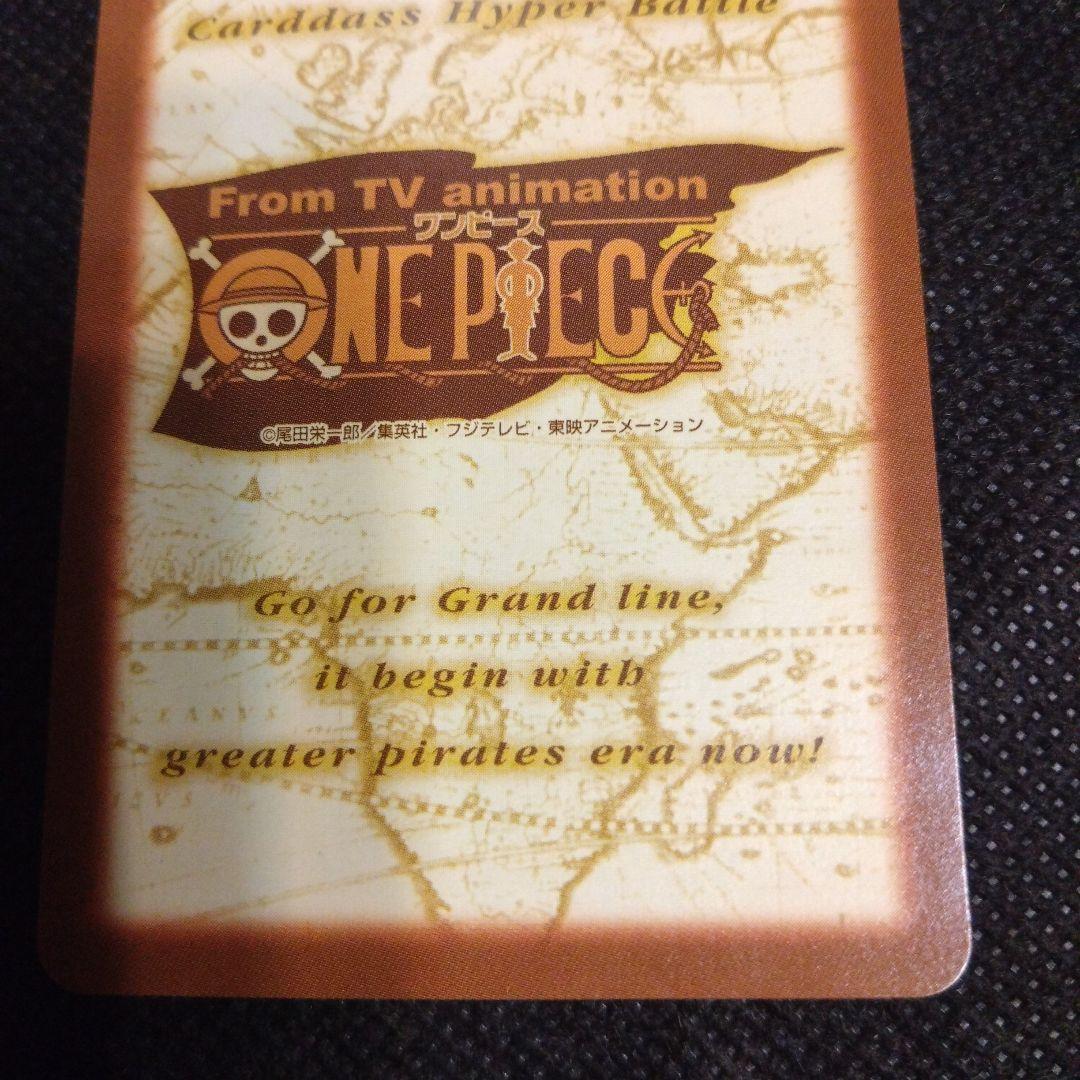 Carddass Hyper Battle
From TV animation
ワンピース
ONE PIECE
©尾田栄一郎／集英社・フジテレビ・東映アニメーション
Go for Grand line,
it begin with
greater pirates era now!